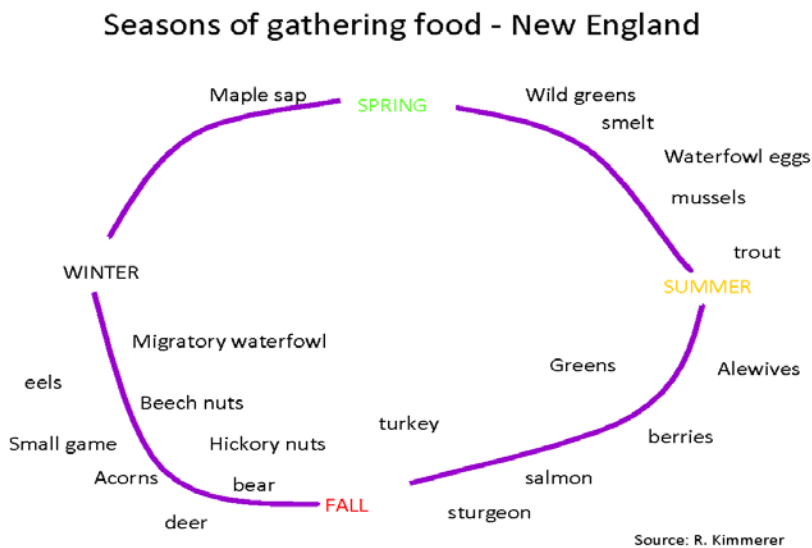 Seasons of gathering food - New England
Maple sap
SPRING
Wild greens
smelt
Waterfowl eggs
mussels
trout
WINTER
SUMMER
Migratory waterfowl
Greens
Alewives
eels
Beech nuts
turkey
berries
Small game
Hickory nuts
Acorns
bear
salmon
FALL
sturgeon
deer
Source: R. Kimmerer